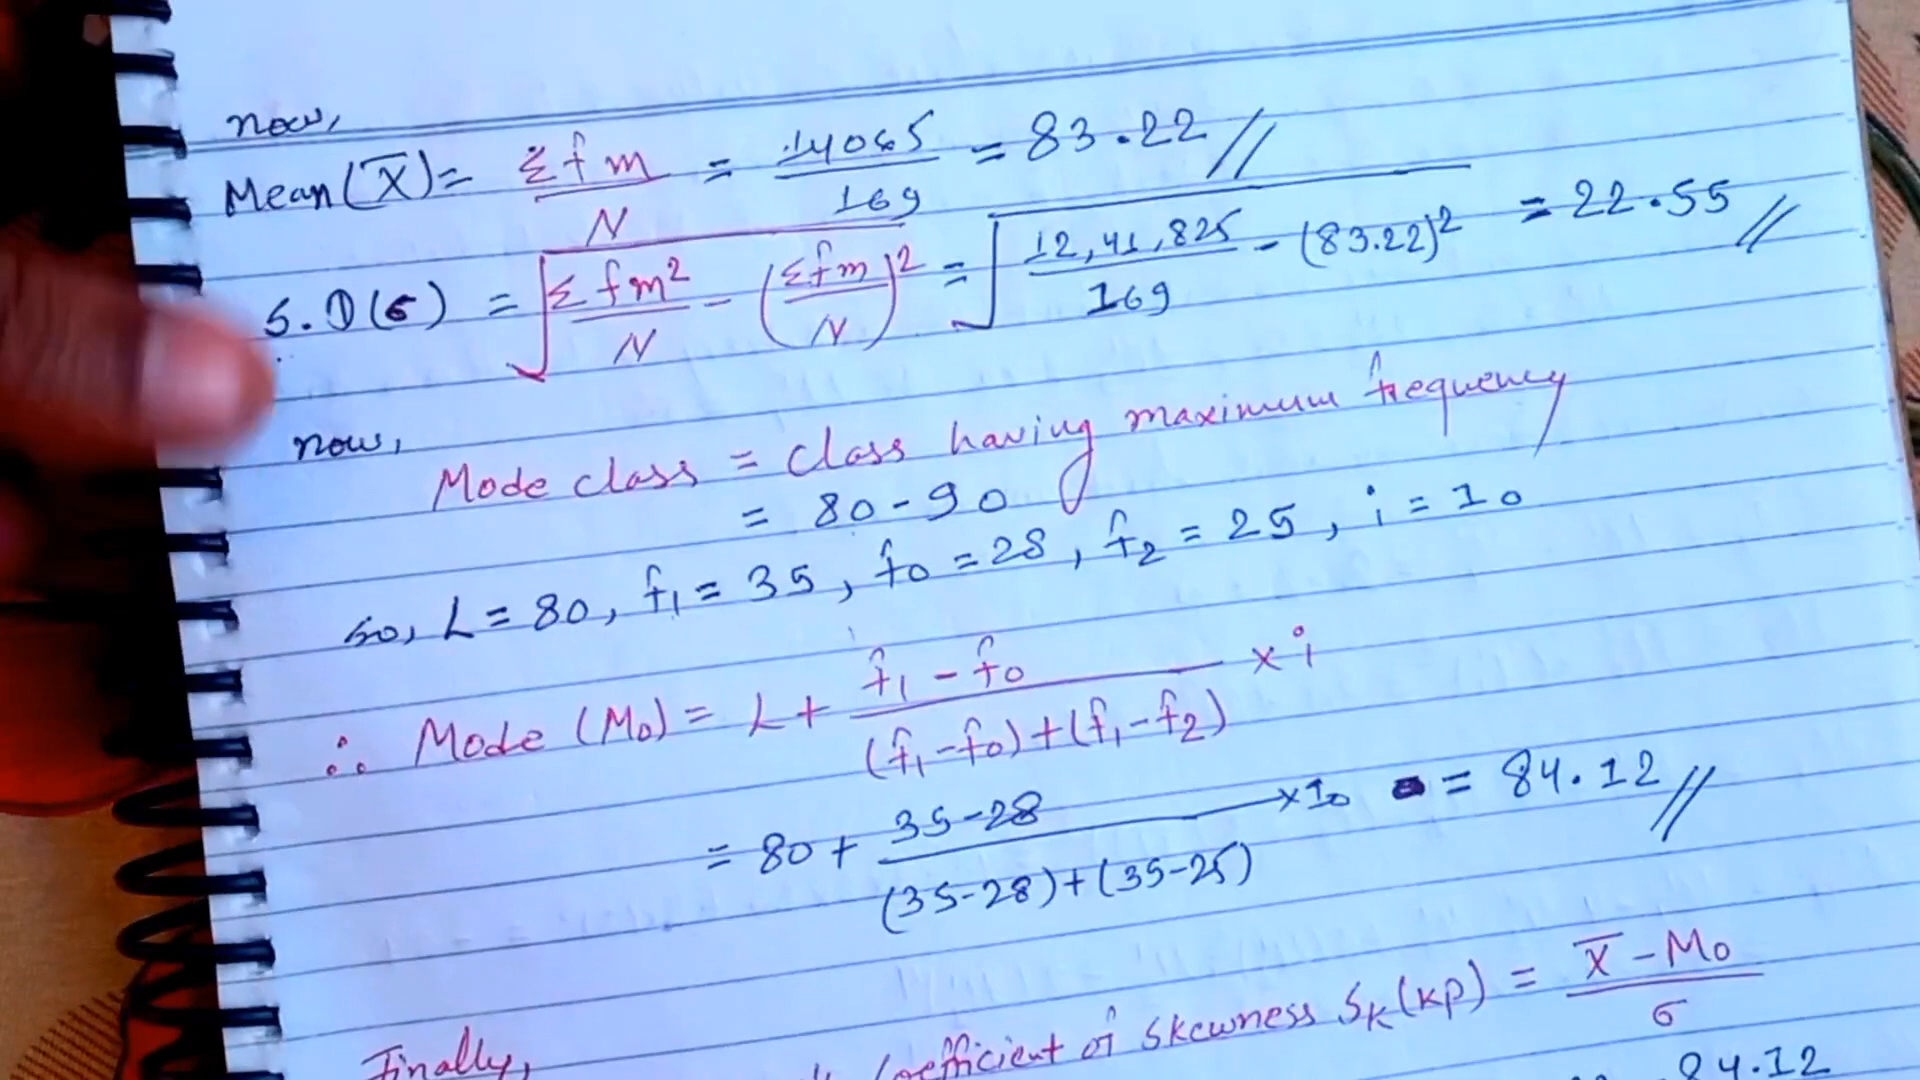 now,
Mean (X̄) = Σfm / N = 14065 / 169 = 83.22 //
S.D (σ) = √( Σfm² / N - (Σfm / N)² ) = √( 12,41,825 / 169 - (83.22)² ) = 22.55 //
now,
Mode class = class having maximum frequency
= 80-90
so, L = 80, f₁ = 35, f₀ = 28, f₂ = 25, i = 10
∴ Mode (M₀) = L + (f₁ - f₀) / ((f₁ - f₀) + (f₁ - f₂)) × i
= 80 + (35-28) / ((35-28) + (35-25)) × 10 = 84.12 //
Finally, Coefficient of Skewness Sₖ (KP) = (X̄ - M₀) / σ
84.12